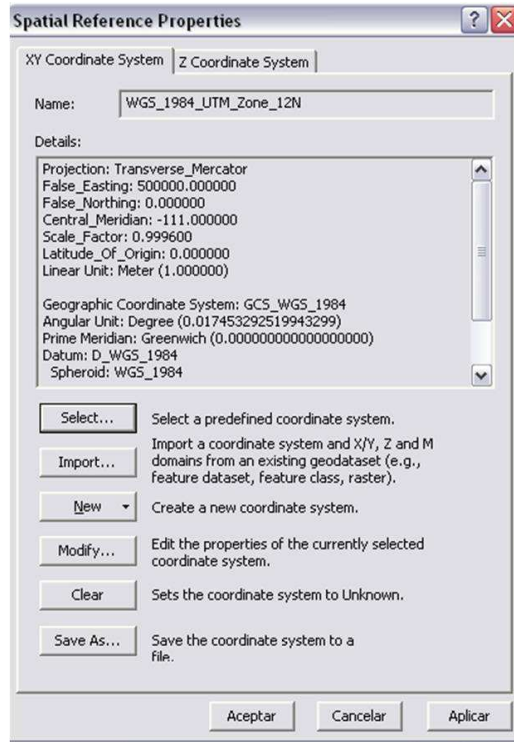 Spatial Reference Properties
XY Coordinate System
Z Coordinate System
Name:
WGS_1984_UTM_Zone_12N
Details:
Projection: Transverse_Mercator
False_Easting: 500000.000000
False_Northing: 0.000000
Central_Meridian: -111.000000
Scale_Factor: 0.999600
Latitude_Of_Origin: 0.000000
Linear Unit: Meter (1.000000)
Geographic Coordinate System: GCS_WGS_1984
Angular Unit: Degree (0.017453292519943299)
Prime Meridian: Greenwich (0.000000000000000000)
Datum: D_WGS_1984
Spheroid: WGS_1984
Select...
Select a predefined coordinate system.
Import...
Import a coordinate system and X/Y, Z and M
domains from an existing geodataset (e.g.,
feature dataset, feature class, raster).
New
Create a new coordinate system.
Modify...
Edit the properties of the currently selected
coordinate system.
Clear
Sets the coordinate system to Unknown.
Save As...
Save the coordinate system to a
file.
Aceptar
Cancelar
Aplicar